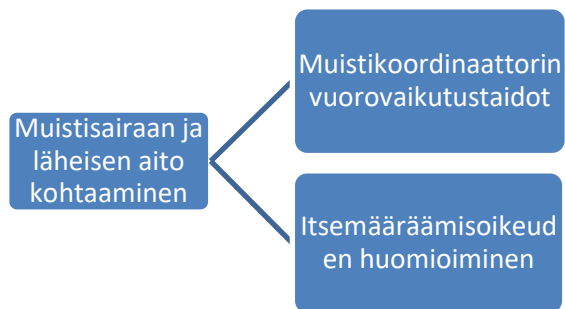 Muistisairaan ja
läheisen aito
kohtaaminen
Muistikoordinaattorin
vuorovaikutustaidot
Itsemääräämisoikeud
en huomioiminen